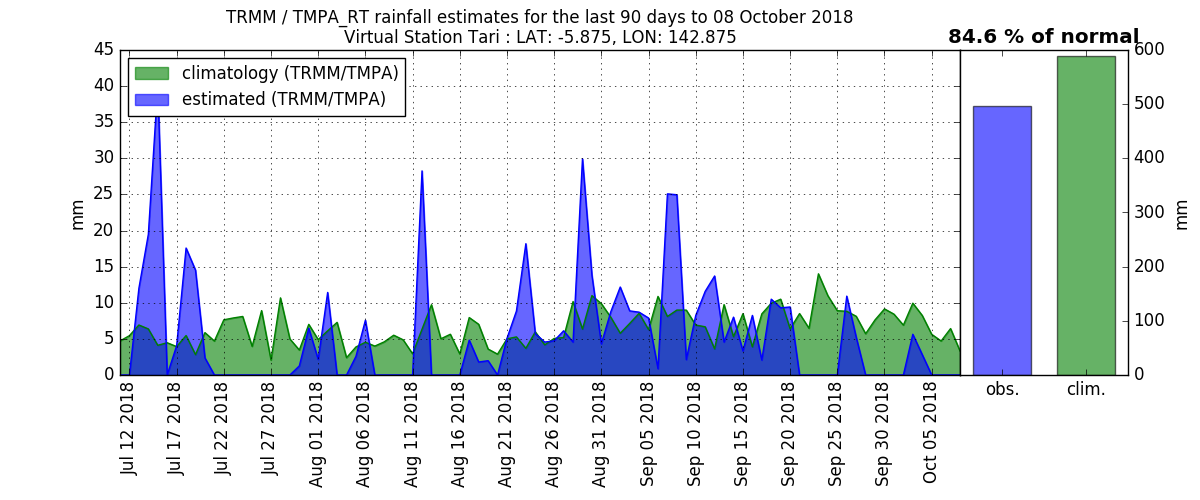 TRMM / TMPA_RT rainfall estimates for the last 90 days to 08 October 2018
Virtual Station Tari : LAT: -5.875, LON: 142.875
84.6 % of normal
climatology (TRMM/TMPA)
estimated (TRMM/TMPA)
45
40
35
30
25
20
15
10
5
0
mm
Jul 12 2018
Jul 17 2018
Jul 22 2018
Jul 27 2018
Aug 01 2018
Aug 06 2018
Aug 11 2018
Aug 16 2018
Aug 21 2018
Aug 26 2018
Aug 31 2018
Sep 05 2018
Sep 10 2018
Sep 15 2018
Sep 20 2018
Sep 25 2018
Sep 30 2018
Oct 05 2018
obs.
clim.
600
500
400
300
200
100
0
mm